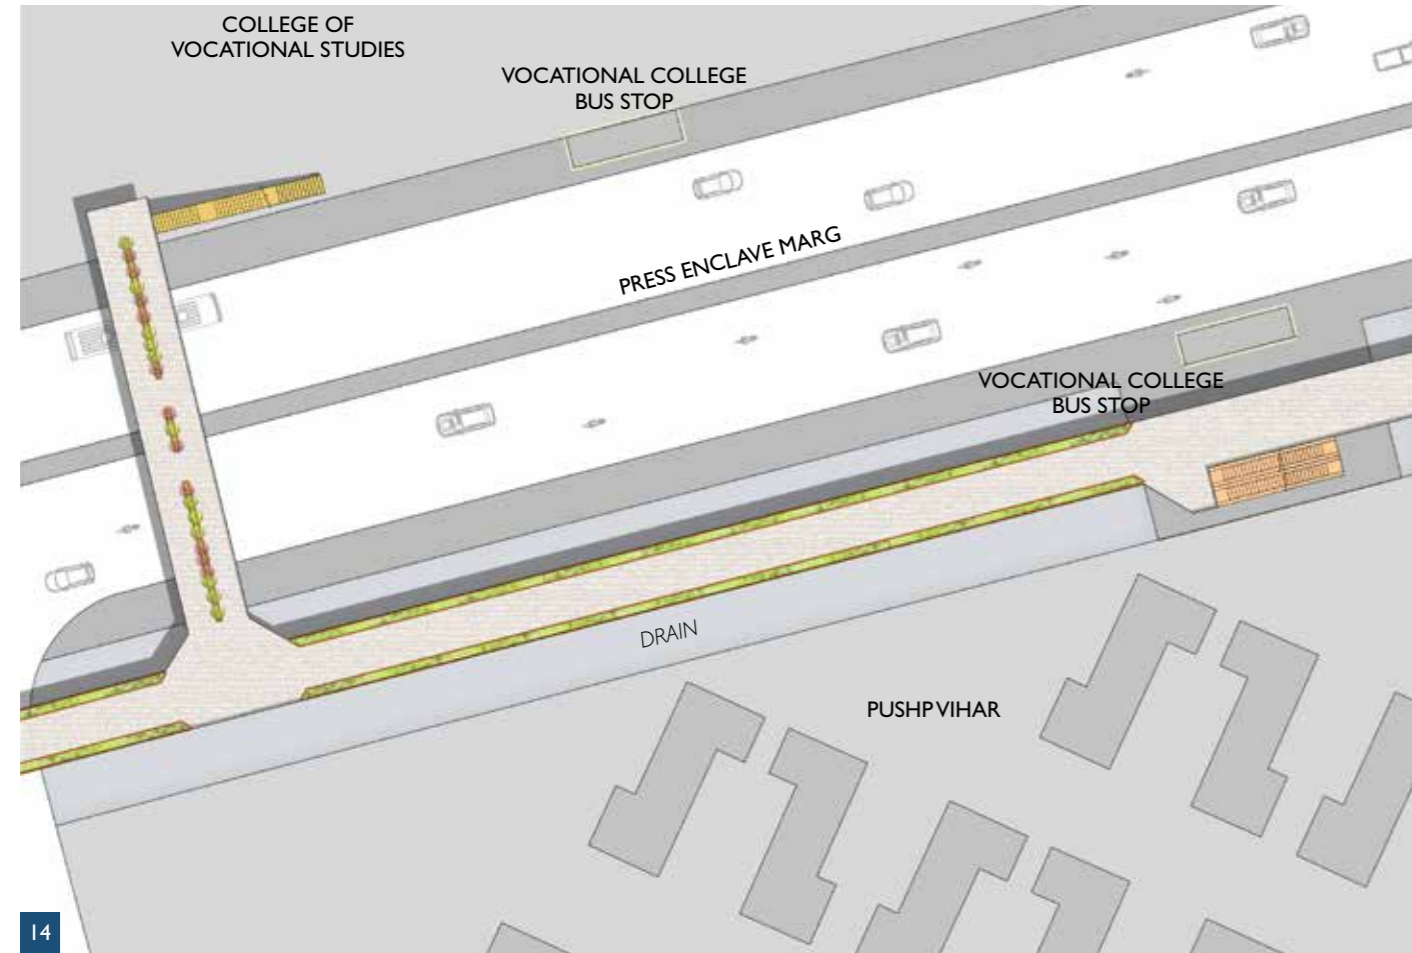 COLLEGE OF
VOCATIONAL STUDIES
VOCATIONAL COLLEGE
BUS STOP
PRESS ENCLAVE MARG
VOCATIONAL COLLEGE
BUS STOP
DRAIN
PUSHP VIHAR
14